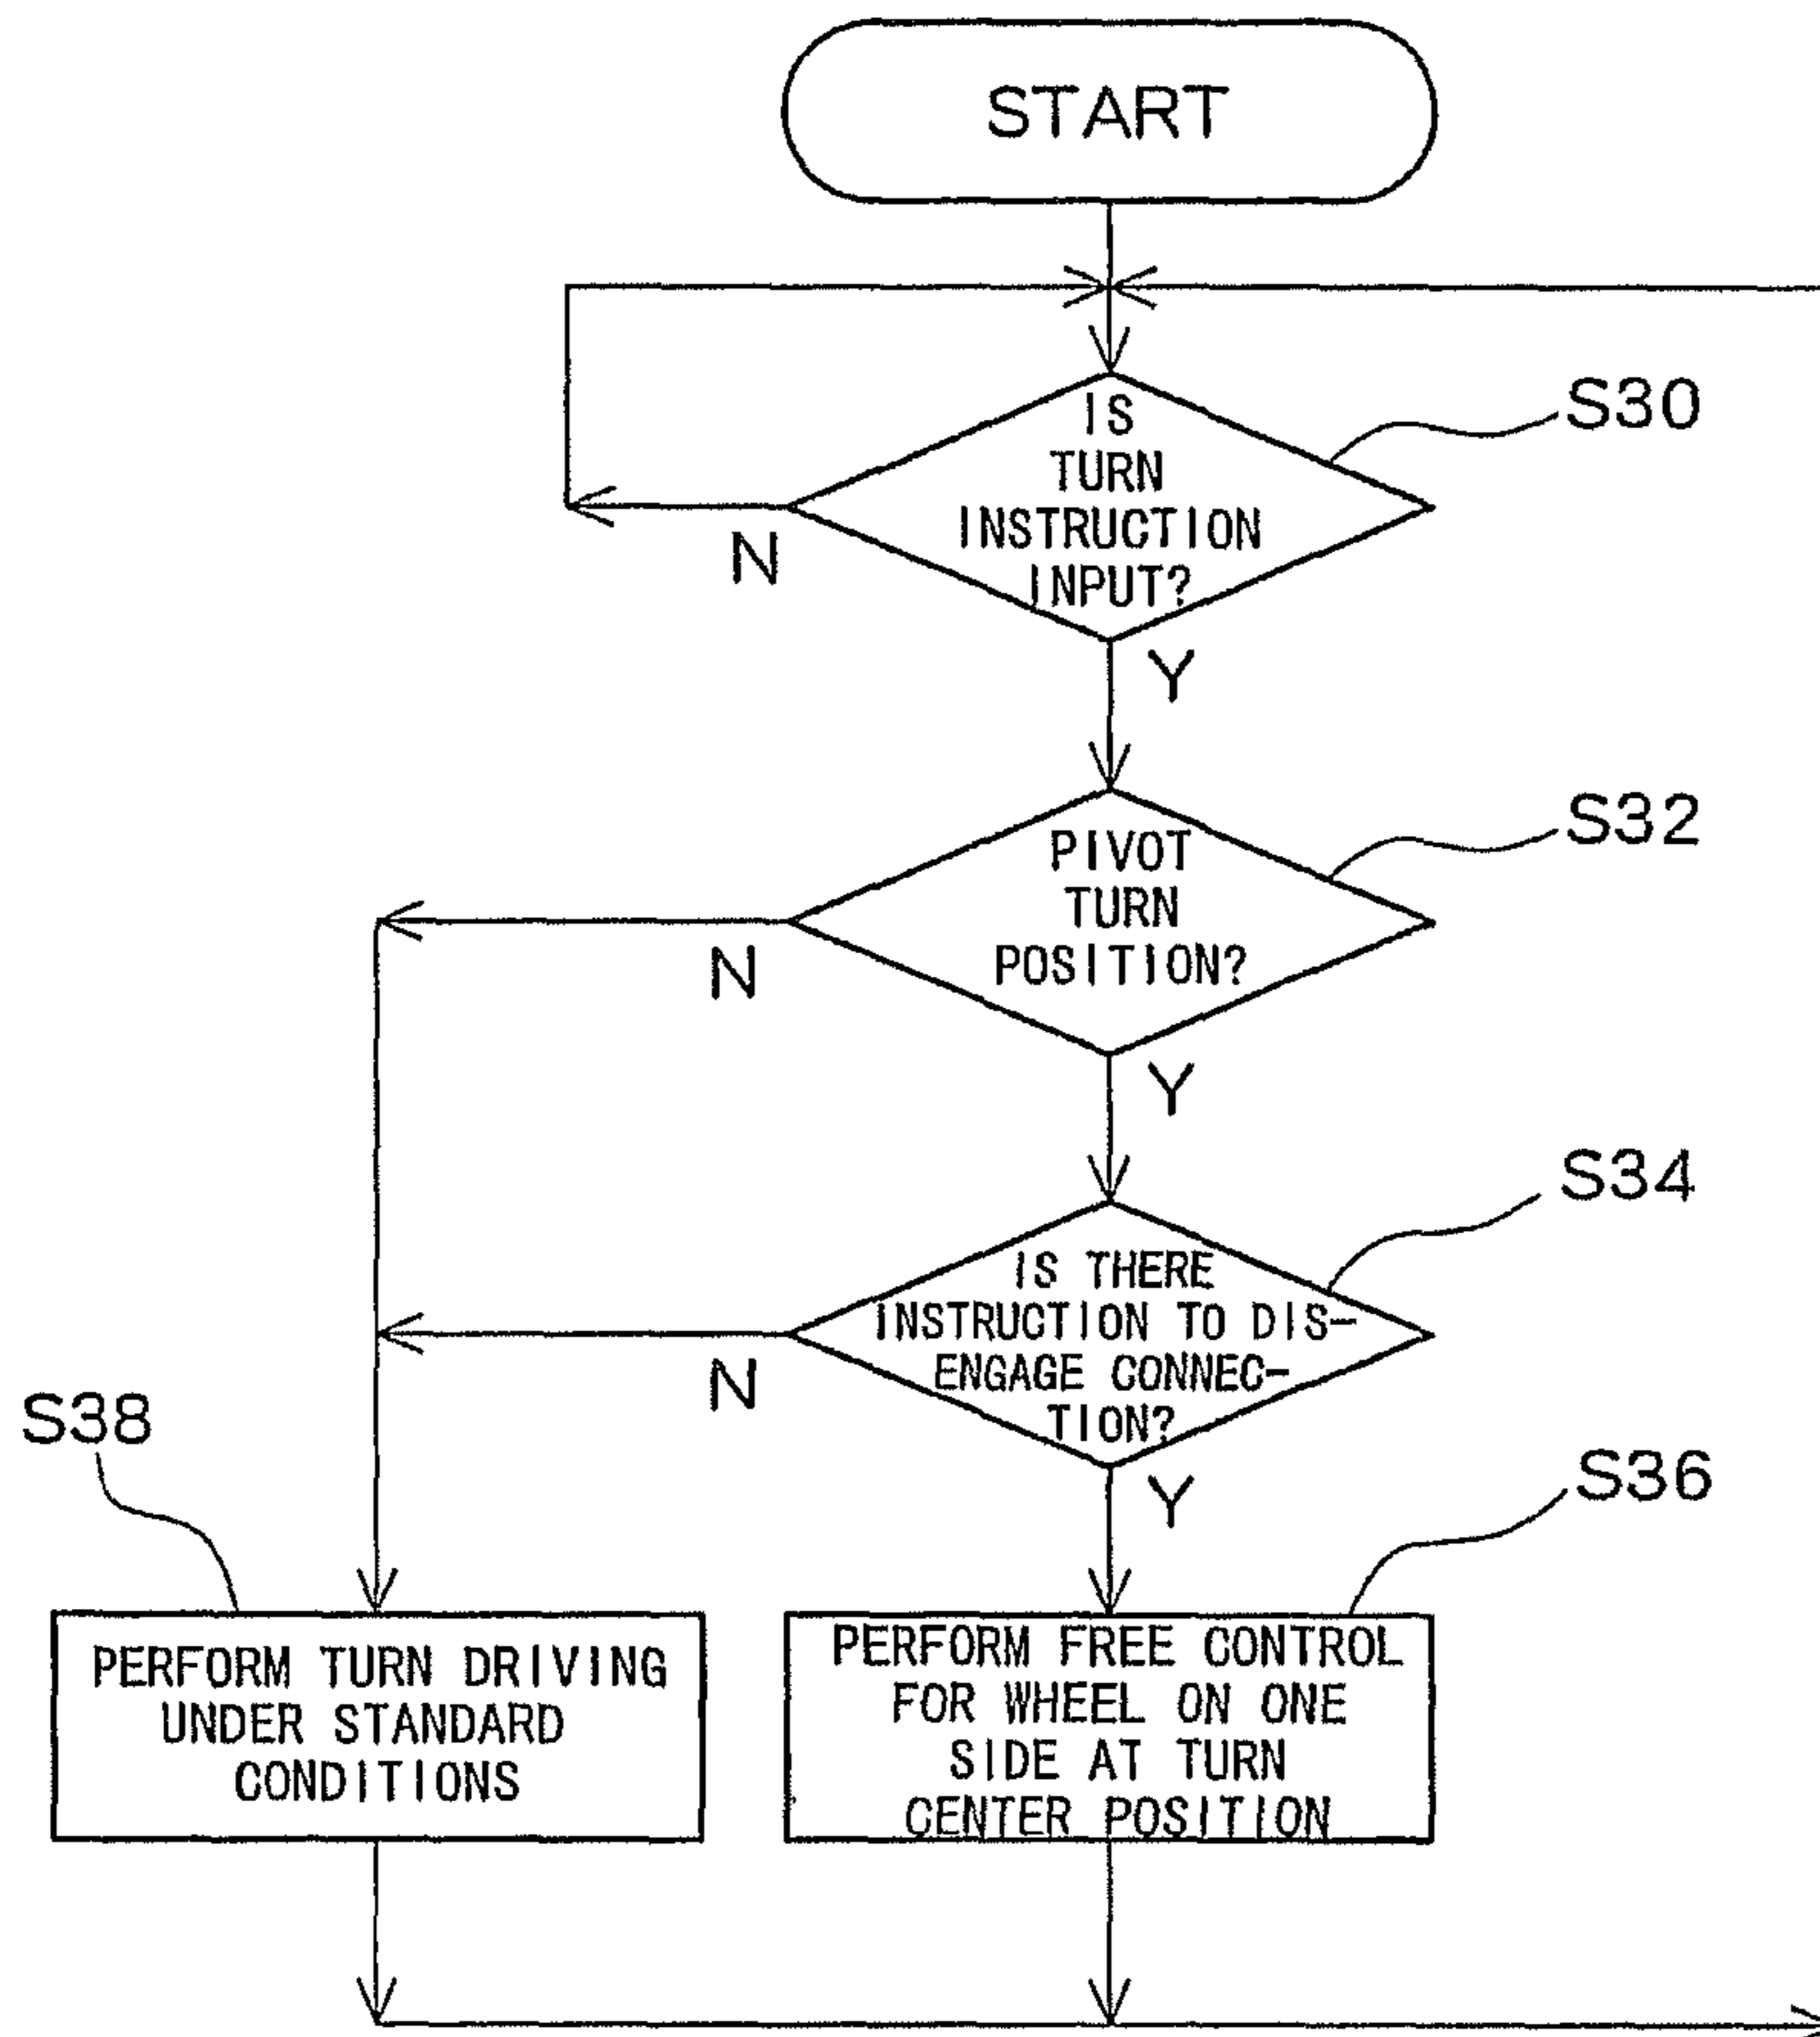 START
S30
IS
TURN
INSTRUCTION
INPUT?
N
Y
S32
PIVOT
TURN
POSITION?
N
Y
S34
IS THERE
INSTRUCTION TO DIS-
ENGAGE CONNEC-
TION?
N
Y
S38
S36
PERFORM TURN DRIVING
UNDER STANDARD
CONDITIONS
PERFORM FREE CONTROL
FOR WHEEL ON ONE
SIDE AT TURN
CENTER POSITION